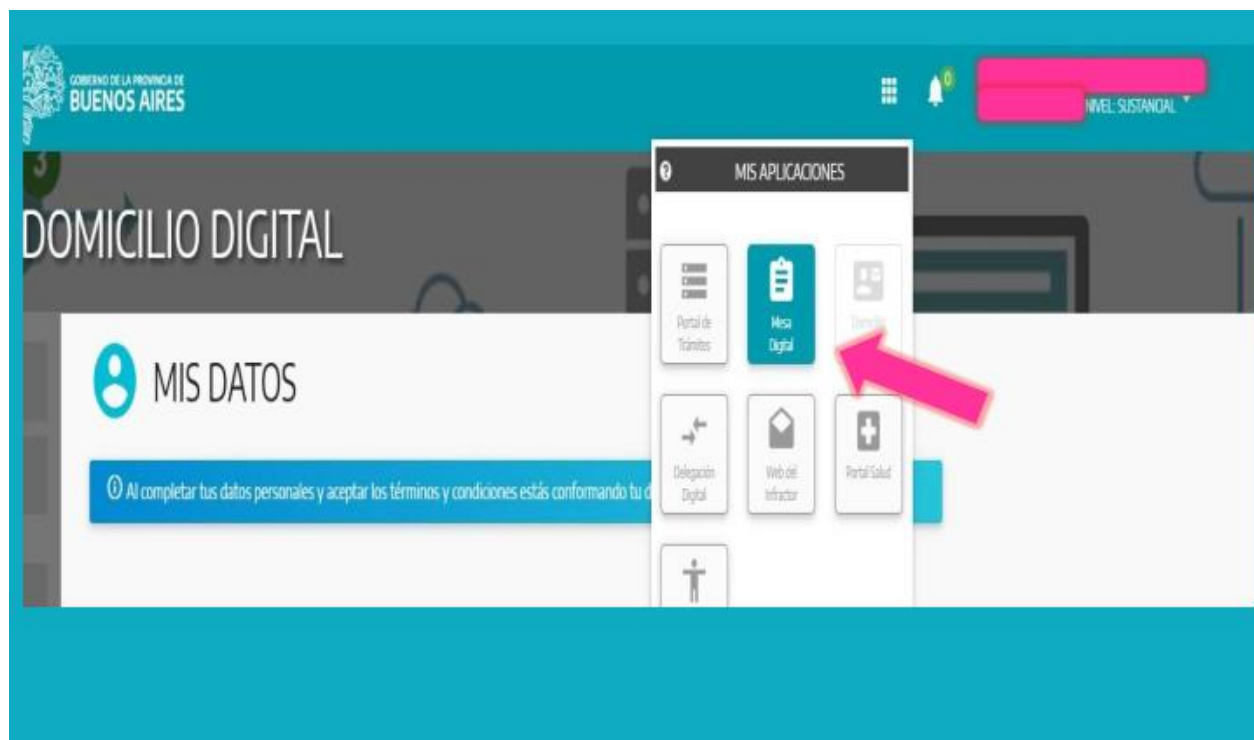 GOBIERNO DE LA PROVINCIA DE
BUENOS AIRES
0
NIVEL: SUSTANCIAL
3
MIS APLICACIONES
DOMICILIO DIGITAL
Portal de
Trámites
Mesa
Digital
Domicilio
MIS DATOS
Delegación
Digital
Web del
Infractor
Portal Salud
Al completar tus datos personales y aceptar los términos y condiciones estás conformando tu d